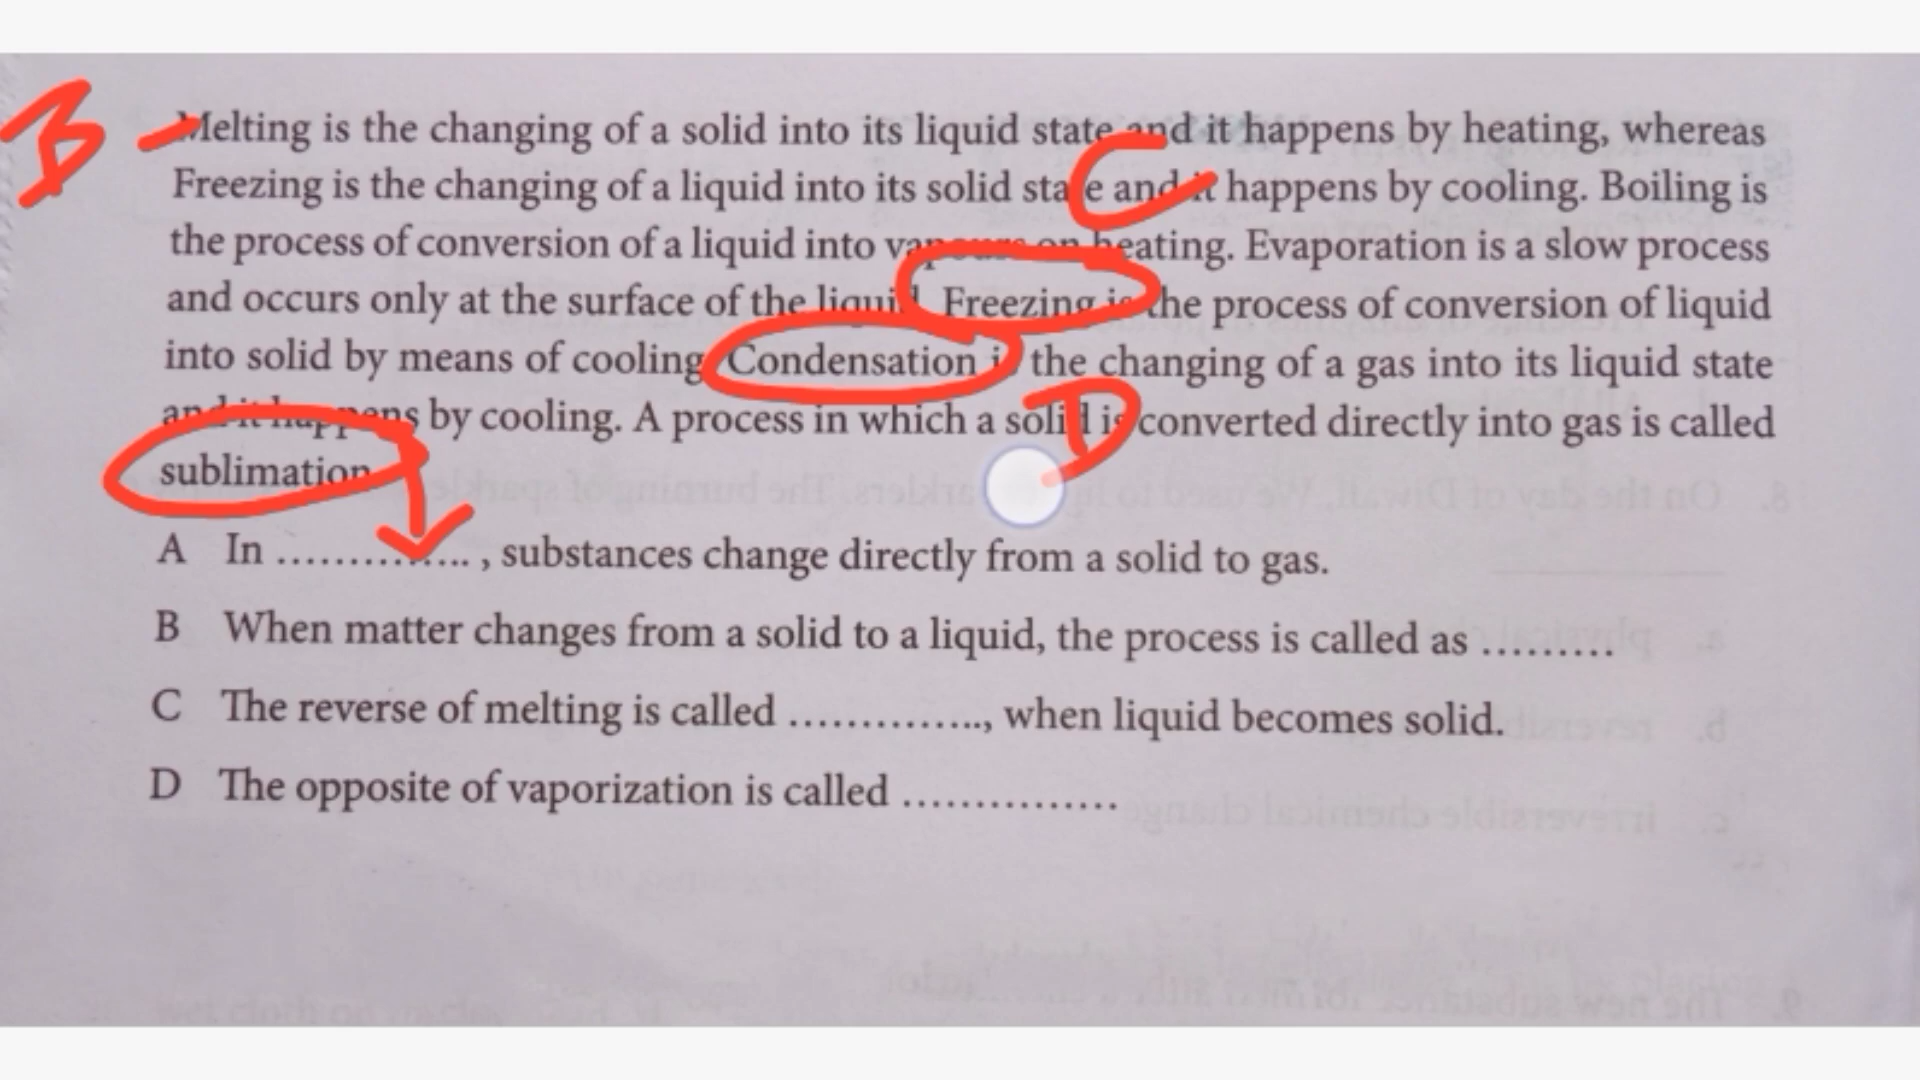 B
Melting is the changing of a solid into its liquid state and it happens by heating, whereas
C
Freezing is the changing of a liquid into its solid state and it happens by cooling. Boiling is
the process of conversion of a liquid into vapours on heating. Evaporation is a slow process
and occurs only at the surface of the liquid. Freezing is the process of conversion of liquid
into solid by means of cooling. Condensation is the changing of a gas into its liquid state
and it happens by cooling. A process in which a solid is converted directly into gas is called
D
sublimation
A In .............. , substances change directly from a solid to gas.
B When matter changes from a solid to a liquid, the process is called as .........
C The reverse of melting is called .............., when liquid becomes solid.
D The opposite of vaporization is called ...............